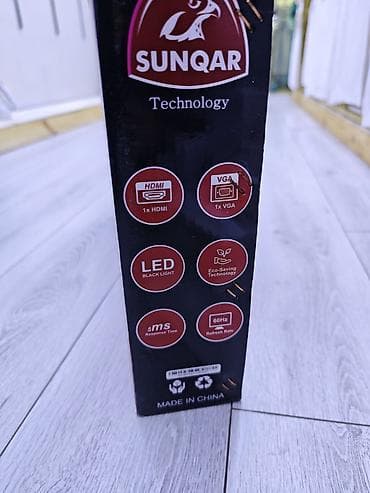 SUNQAR
Technology
HDMI
1x HDMI
VGA
1x VGA
LED
BLACK LIGHT
Eco-Saving
Technology
5ms
Response Time
60Hz
Refresh Rate
MADE IN CHINA